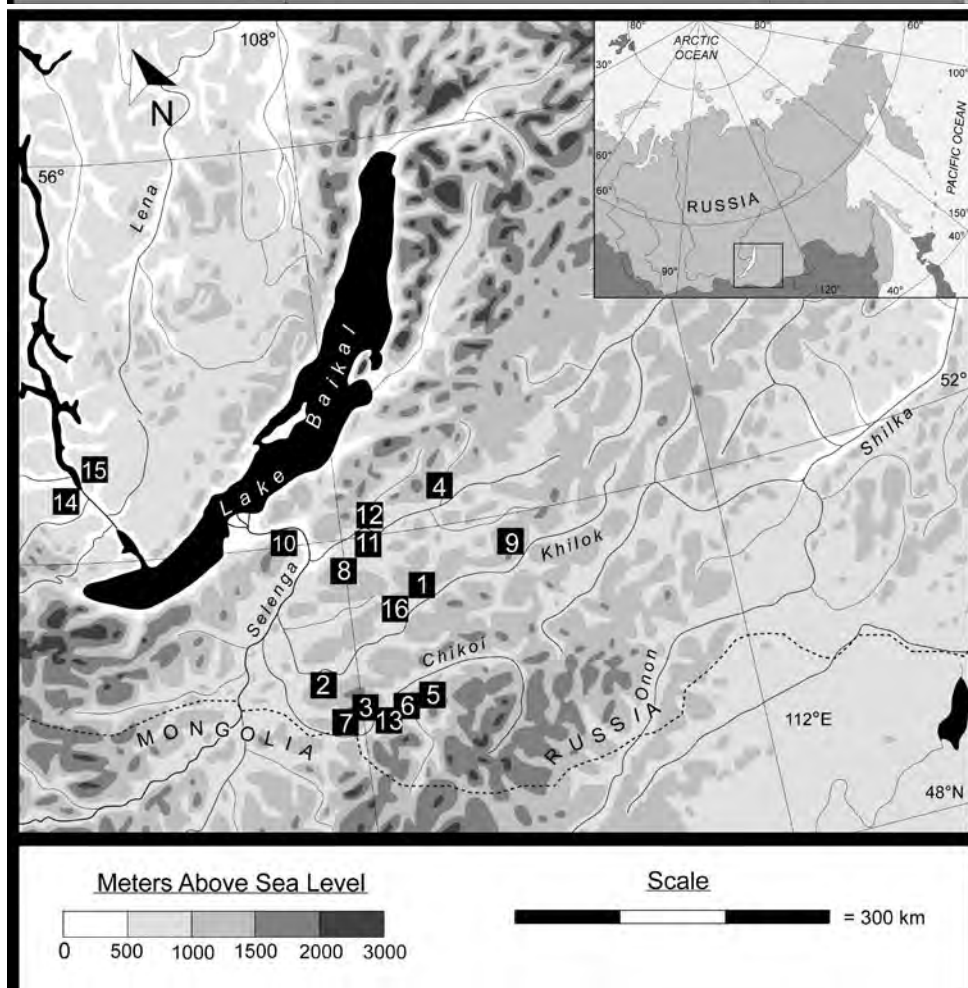 108°
N
56°
Lena
80°
80°
60°
ARCTIC
OCEAN
30°
100°
PACIFIC OCEAN
60°
60°
RUSSIA
150°
40°
90°
120°
40°
Lake Baikal
52°
Shilka
15
14
4
12
11
10
9
8
Khilok
1
16
Selenga
Chikoi
2
5
6
3
13
7
MONGOLIA
RUSSIA
Onon
112°E
48°N
Meters Above Sea Level
0 500 1000 1500 2000 3000
Scale
= 300 km